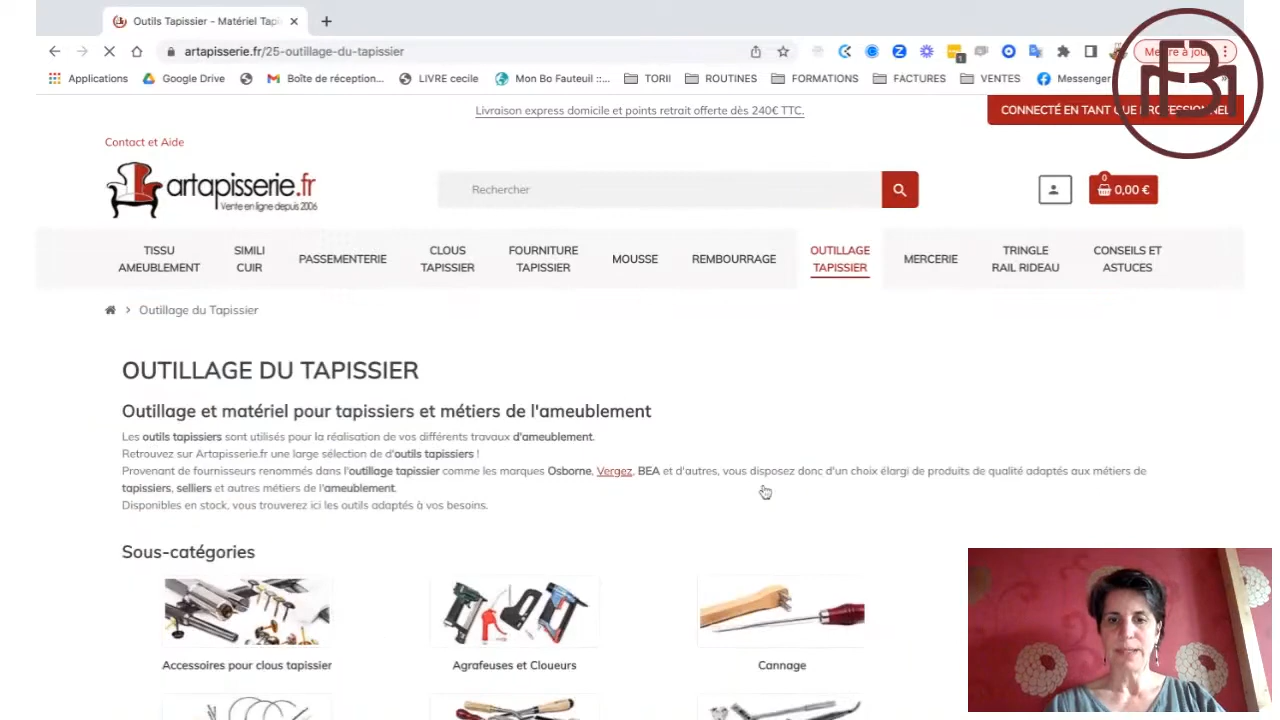 Outils Tapissier - Matériel Tapi
artapisserie.fr/25-outillage-du-tapissier
Mettre à jour
Applications
Google Drive
Boîte de réception...
LIVRE cecile
Mon Bo Fauteuil ::...
TORII
ROUTINES
FORMATIONS
FACTURES
VENTES
Messenger
Livraison express domicile et points retrait offerte dès 240€ TTC.
CONNECTÉ EN TANT QUE PROFESSIONNEL
Contact et Aide
artapisserie.fr
Vente en ligne depuis 2006
Rechercher
0
0,00 €
TISSU AMEUBLEMENT
SIMILI CUIR
PASSEMENTERIE
CLOUS TAPISSIER
FOURNITURE TAPISSIER
MOUSSE
REMBOURRAGE
OUTILLAGE TAPISSIER
MERCERIE
TRINGLE RAIL RIDEAU
CONSEILS ET ASTUCES
Outillage du Tapissier
OUTILLAGE DU TAPISSIER
Outillage et matériel pour tapissiers et métiers de l'ameublement
Les outils tapissiers sont utilisés pour la réalisation de vos différents travaux d'ameublement.
Retrouvez sur Artapisserie.fr une large sélection de d'outils tapissiers !
Provenant de fournisseurs renommés dans l'outillage tapissier comme les marques Osborne, Vergez, BEA et d'autres, vous disposez donc d'un choix élargi de produits de qualité adaptés aux métiers de
tapissiers, selliers et autres métiers de l'ameublement.
Disponibles en stock, vous trouverez ici les outils adaptés à vos besoins.
Sous-catégories
Accessoires pour clous tapissier
Agrafeuses et Cloueurs
Cannage